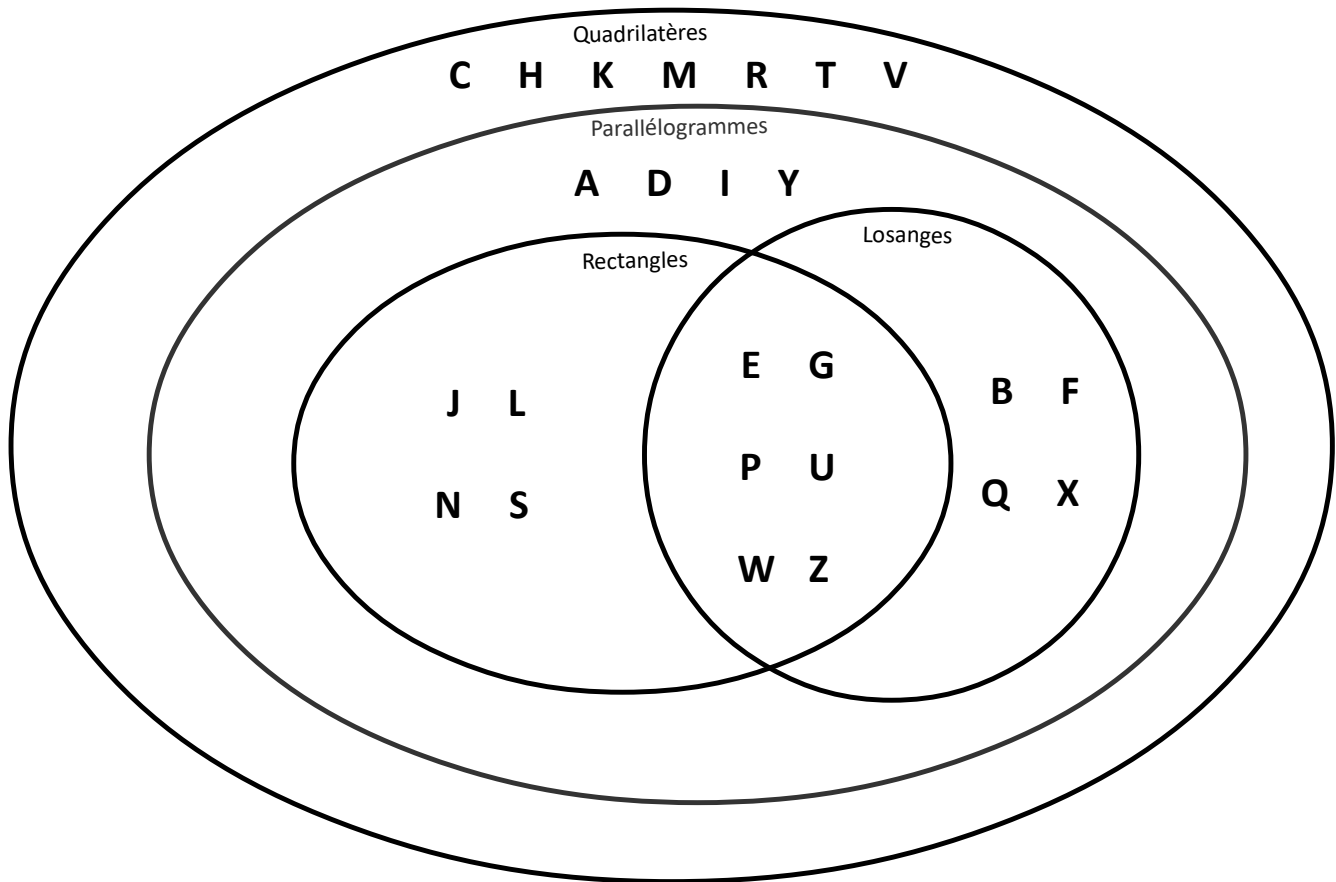 Quadrilatères
C H K M R T V
Parallélogrammes
A D I Y
Losanges
Rectangles
E G
B F
J L
P U
Q X
N S
W Z